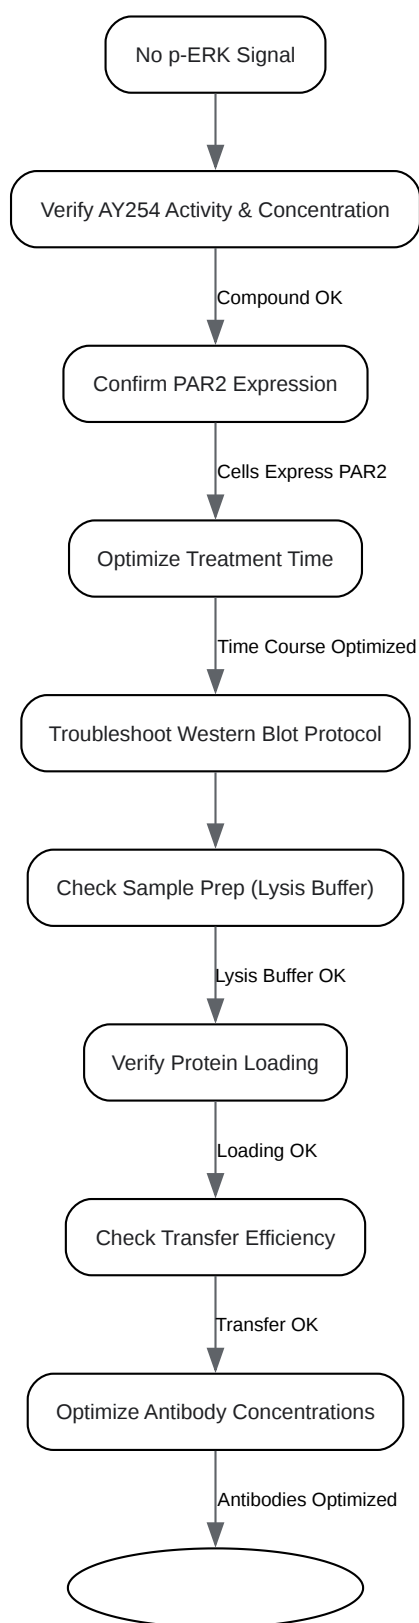 No p-ERK Signal
Verify AY254 Activity & Concentration
Compound OK
Confirm PAR2 Expression
Cells Express PAR2
Optimize Treatment Time
Time Course Optimized
Troubleshoot Western Blot Protocol
Check Sample Prep (Lysis Buffer)
Lysis Buffer OK
Verify Protein Loading
Loading OK
Check Transfer Efficiency
Transfer OK
Optimize Antibody Concentrations
Antibodies Optimized